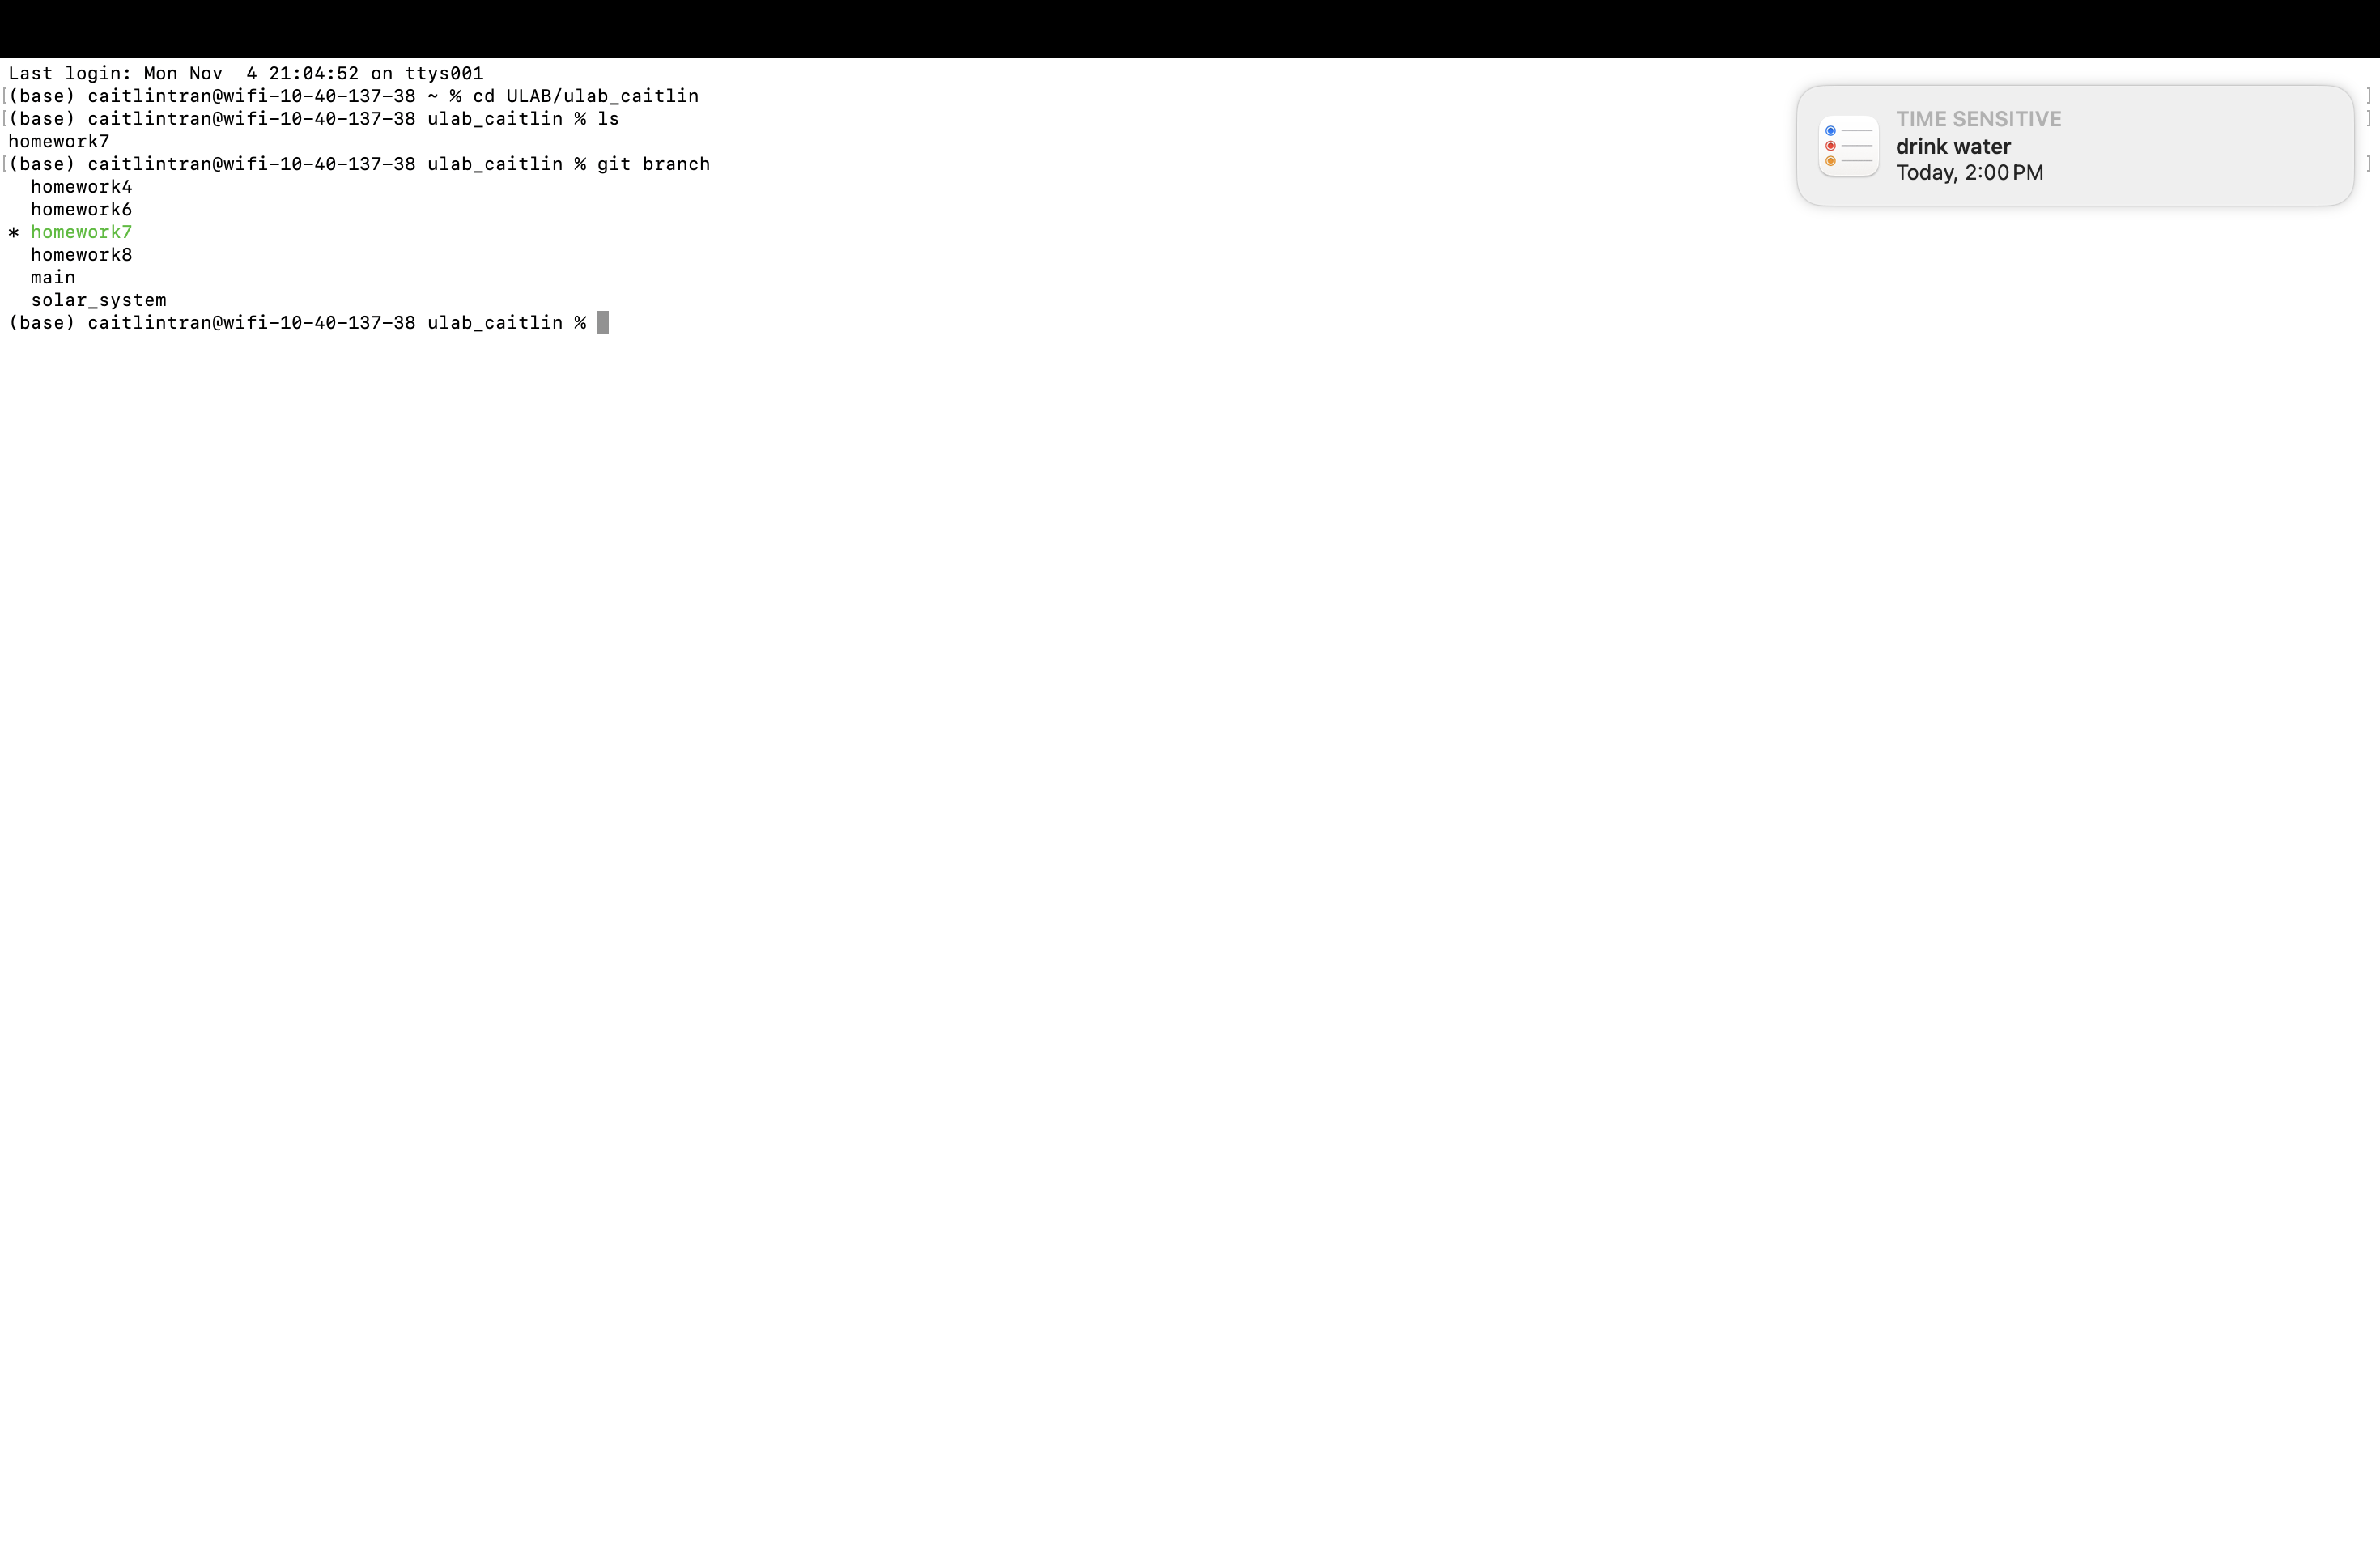 Last login: Mon Nov  4 21:04:52 on ttys001
[(base) caitlintran@wifi-10-40-137-38 ~ % cd ULAB/ulab_caitlin ]
[(base) caitlintran@wifi-10-40-137-38 ulab_caitlin % ls ]
homework7
[(base) caitlintran@wifi-10-40-137-38 ulab_caitlin % git branch ]
  homework4
  homework6
* homework7
  homework8
  main
  solar_system
(base) caitlintran@wifi-10-40-137-38 ulab_caitlin %
TIME SENSITIVE
drink water
Today, 2:00 PM